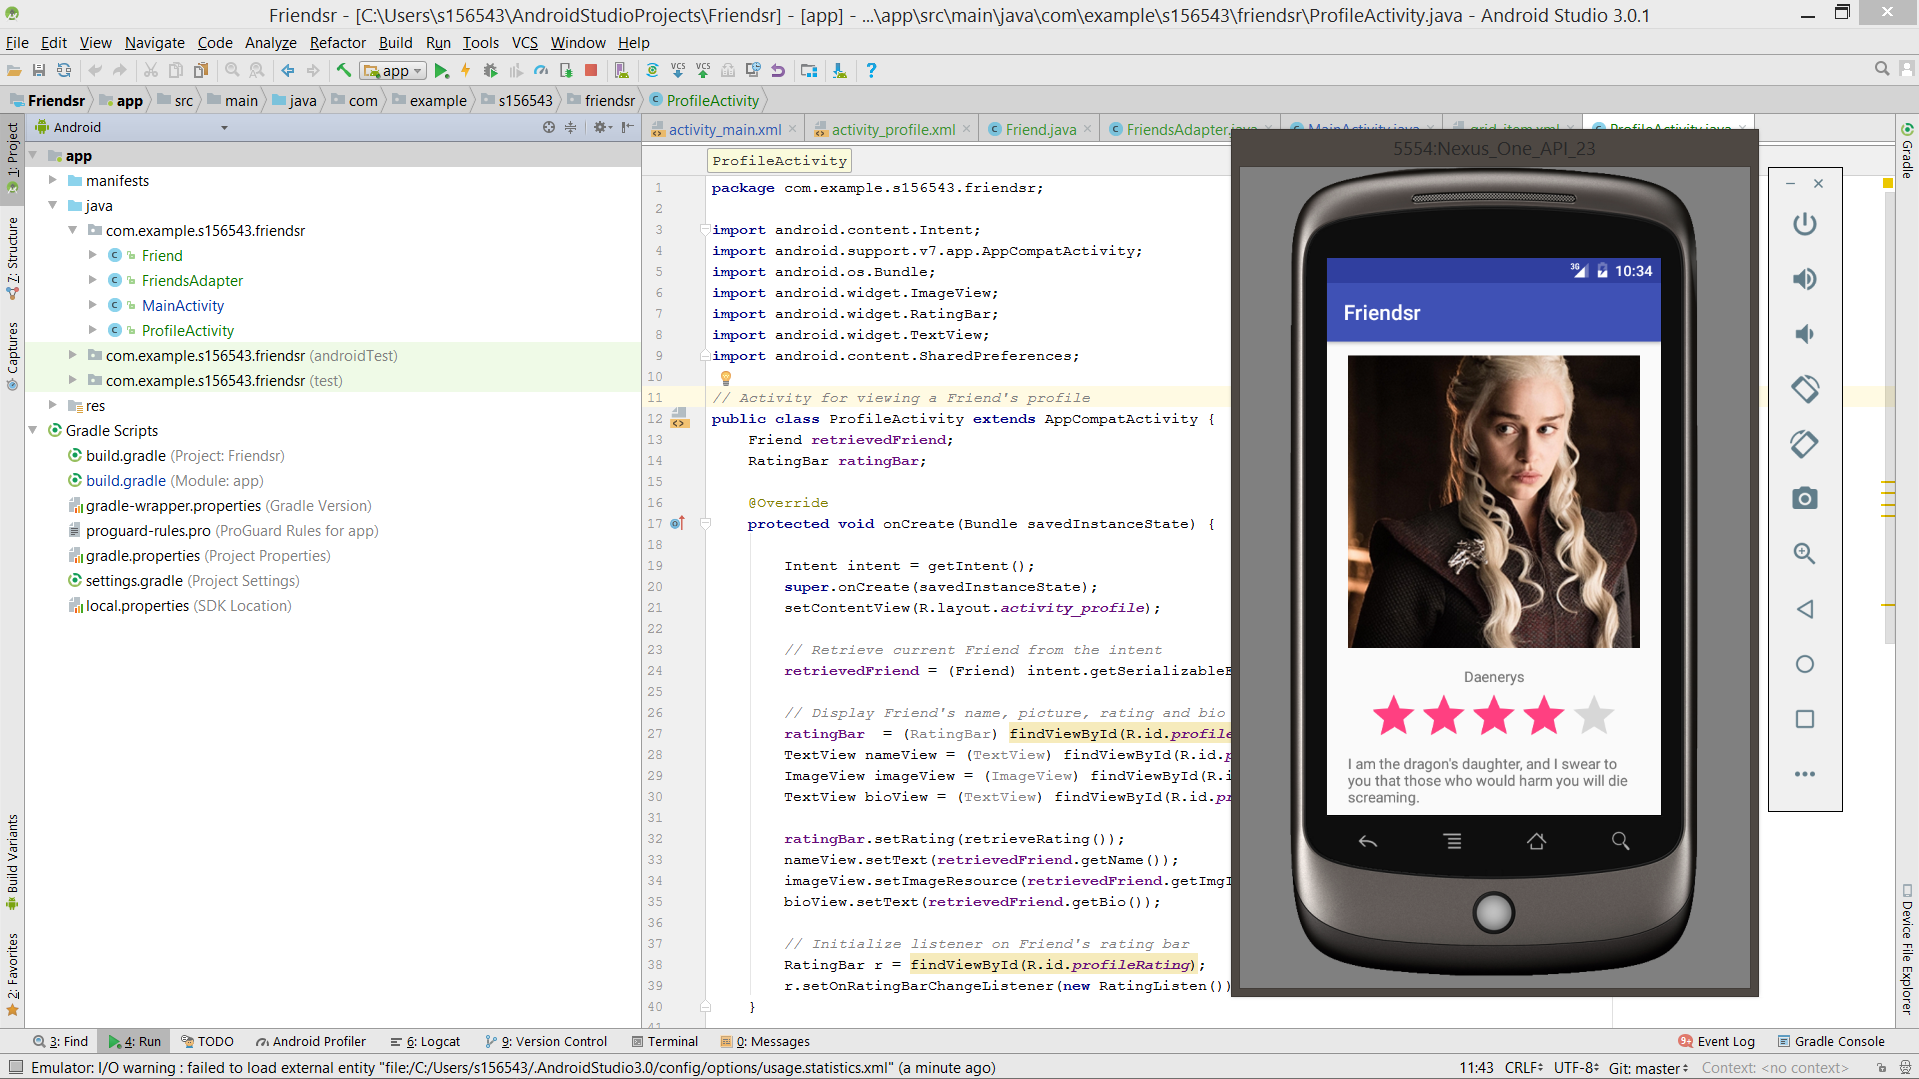 Friendsr - [C:\Users\s156543\AndroidStudioProjects\Friendsr] - [app] - ...\app\src\main\java\com\example\s156543\friendsr\ProfileActivity.java - Android Studio 3.0.1
File Edit View Navigate Code Analyze Refactor Build Run Tools VCS Window Help
app VCS VCS ?
Friendsr app src main java com example s156543 friendsr ProfileActivity
Android
activity_main.xml activity_profile.xml Friend.java FriendsAdapter.java MainActivity.java grid_item.xml ProfileActivity.java
1: Project
Z: Structure
Captures
Build Variants
2: Favorites
app
manifests
java
com.example.s156543.friendsr
Friend
FriendsAdapter
MainActivity
ProfileActivity
com.example.s156543.friendsr (androidTest)
com.example.s156543.friendsr (test)
res
Gradle Scripts
build.gradle (Project: Friendsr)
build.gradle (Module: app)
gradle-wrapper.properties (Gradle Version)
proguard-rules.pro (ProGuard Rules for app)
gradle.properties (Project Properties)
settings.gradle (Project Settings)
local.properties (SDK Location)
ProfileActivity
1 package com.example.s156543.friendsr;
2
3 import android.content.Intent;
4 import android.support.v7.app.AppCompatActivity;
5 import android.os.Bundle;
6 import android.widget.ImageView;
7 import android.widget.RatingBar;
8 import android.widget.TextView;
9 import android.content.SharedPreferences;
10
11 // Activity for viewing a Friend's profile
12 public class ProfileActivity extends AppCompatActivity {
13 Friend retrievedFriend;
14 RatingBar ratingBar;
15
16 @Override
17 protected void onCreate(Bundle savedInstanceState) {
18
19 Intent intent = getIntent();
20 super.onCreate(savedInstanceState);
21 setContentView(R.layout.activity_profile);
22
23 // Retrieve current Friend from the intent
24 retrievedFriend = (Friend) intent.getSerializableE
25
26 // Display Friend's name, picture, rating and bio
27 ratingBar = (RatingBar) findViewById(R.id.profile
28 TextView nameView = (TextView) findViewById(R.id.p
29 ImageView imageView = (ImageView) findViewById(R.i
30 TextView bioView = (TextView) findViewById(R.id.pr
31
32 ratingBar.setRating(retrieveRating());
33 nameView.setText(retrievedFriend.getName());
34 imageView.setImageResource(retrievedFriend.getImgI
35 bioView.setText(retrievedFriend.getBio());
36
37 // Initialize listener on Friend's rating bar
38 RatingBar r = findViewById(R.id.profileRating);
39 r.setOnRatingBarChangeListener(new RatingListen())
40 }
5554:Nexus_One_API_23
3G 10:34
Friendsr
Daenerys
I am the dragon's daughter, and I swear to
you that those who would harm you will die
screaming.
Gradle
Device File Explorer
3: Find 4: Run TODO Android Profiler 6: Logcat 9: Version Control Terminal 0: Messages 9+ Event Log Gradle Console
Emulator: I/O warning : failed to load external entity "file:/C:/Users/s156543/.AndroidStudio3.0/config/options/usage.statistics.xml" (a minute ago) 11:43 CRLF UTF-8 Git: master Context: <no context>